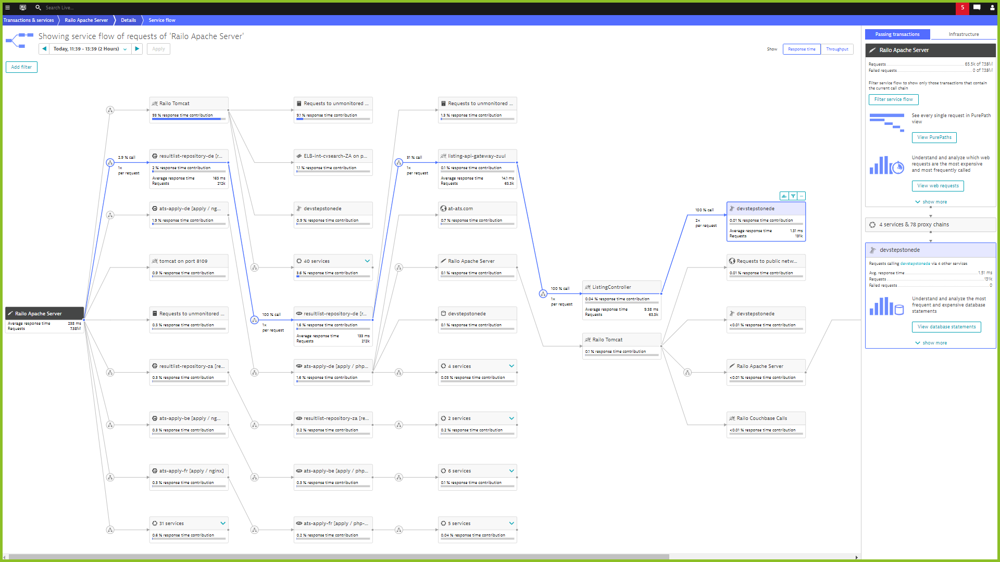 Search Live...
5
Transactions & services
Railo Apache Server
Details
Service flow
Showing service flow of requests of 'Railo Apache Server'
Today, 11:39 - 13:39 (2 Hours)
Apply
Show
Response time
Throughput
Add filter
Railo Apache Server
Average response time 238 ms
Requests 7.38M
Railo Tomcat
93 % response time contribution
2.9 % call
1x
per request
resultlist-repository-de [r...
2 % response time contribution
Average response time 165 ms
Requests 212k
ats-apply-de [apply / ng...
1.9 % response time contribution
tomcat on port 8109
0.9 % response time contribution
Requests to unmonitored ...
0.5 % response time contribution
resultlist-repository-za [re...
0.3 % response time contribution
ats-apply-be [apply / ng...
0.3 % response time contribution
ats-apply-fr [apply / nginx]
0.3 % response time contribution
31 services
0.6 % response time contribution
Requests to unmonitored ...
9.1 % response time contribution
ELB-int-cvsearch-ZA on p...
1.1 % response time contribution
devstepstonede
0.9 % response time contribution
40 services
3.6 % response time contribution
100 % call
1x
per request
resultlist-repository-de [r...
1.6 % response time contribution
Average response time 133 ms
Requests 212k
ats-apply-de [apply / php...
1.6 % response time contribution
resultlist-repository-za [re...
0.2 % response time contribution
ats-apply-be [apply / php...
0.3 % response time contribution
ats-apply-fr [apply / php-...
0.2 % response time contribution
Requests to unmonitored ...
1.3 % response time contribution
31 % call
1x
per request
listing-api-gateway-zuul
0.1 % response time contribution
Average response time 14.1 ms
Requests 65.5k
at-ats.com
0.7 % response time contribution
Railo Apache Server
0.1 % response time contribution
devstepstonede
0.1 % response time contribution
4 services
0.03 % response time contribution
2 services
0.2 % response time contribution
6 services
0.1 % response time contribution
5 services
0.04 % response time contribution
100 % call
1x
per request
ListingController
0.04 % response time contribution
Average response time 9.58 ms
Requests 65.5k
Railo Tomcat
0.1 % response time contribution
100 % call
2x
per request
devstepstonede
0.01 % response time contribution
Average response time 1.51 ms
Requests 131k
Requests to public netw...
0.01 % response time contribution
devstepstonede
<0.01 % response time contribution
Railo Apache Server
<0.01 % response time contribution
Railo Couchbase Calls
<0.01 % response time contribution
Passing transactions
Infrastructure
Railo Apache Server
Requests 65.5k of 7.38M
Failed requests 0 of 7.38M
Filter service flow to show only those transactions that contain
the current call chain
Filter service flow
See every single request in PurePath
view
View PurePaths
Understand and analyze which web
requests are the most expensive
and most frequently called
View web requests
show more
4 services & 78 proxy chains
devstepstonede
Requests calling devstepstonede via 4 other services
Avg. response time 1.51 ms
Requests 131k
Failed requests 0
Understand and analyze the most
frequent and expensive database
statements
View database statements
show more